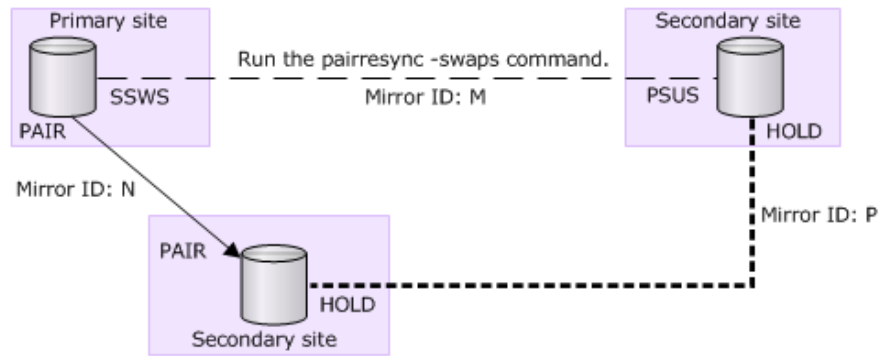 Primary site
Secondary site
Run the pairresync -swaps command.
SSWS
Mirror ID: M
PSUS
PAIR
HOLD
Mirror ID: N
Mirror ID: P
PAIR
HOLD
Secondary site